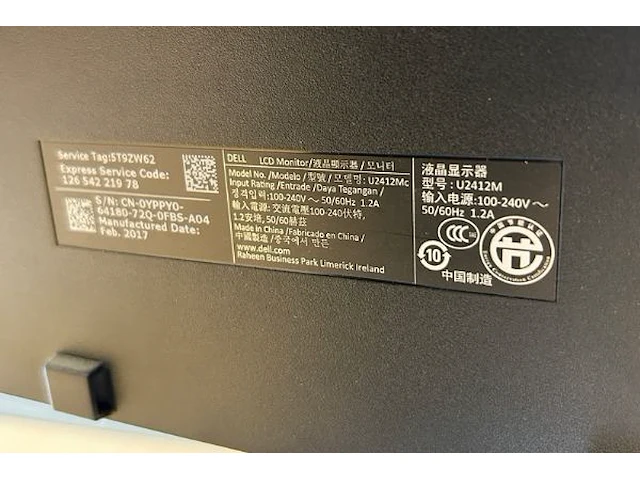 Service Tag:5T9ZW62
Express Service Code:
126 542 219 78
S/N: CN-0YPPY0-
64180-72Q-0FBS-A04
Manufactured Date:
Feb. 2017
DELL LCD Monitor/液晶顯示器/모니터
Model No. /Modelo /型號/모델명: U2412Mc
Input Rating /Entrade /Daya Tegangan/
정격입력: 100-240V～ 50/60Hz 1.2A
輸入電源: 交流電壓100-240伏特,
1.2安培, 50/60赫茲
Made in China /Fabricado en China /
中國製造 /중국에서 만든
www.dell.com
Raheen Business Park Limerick Ireland
液晶显示器
型号: U2412M
输入电源:100-240V～
50/60Hz 1.2A
CCC
10
中国制造